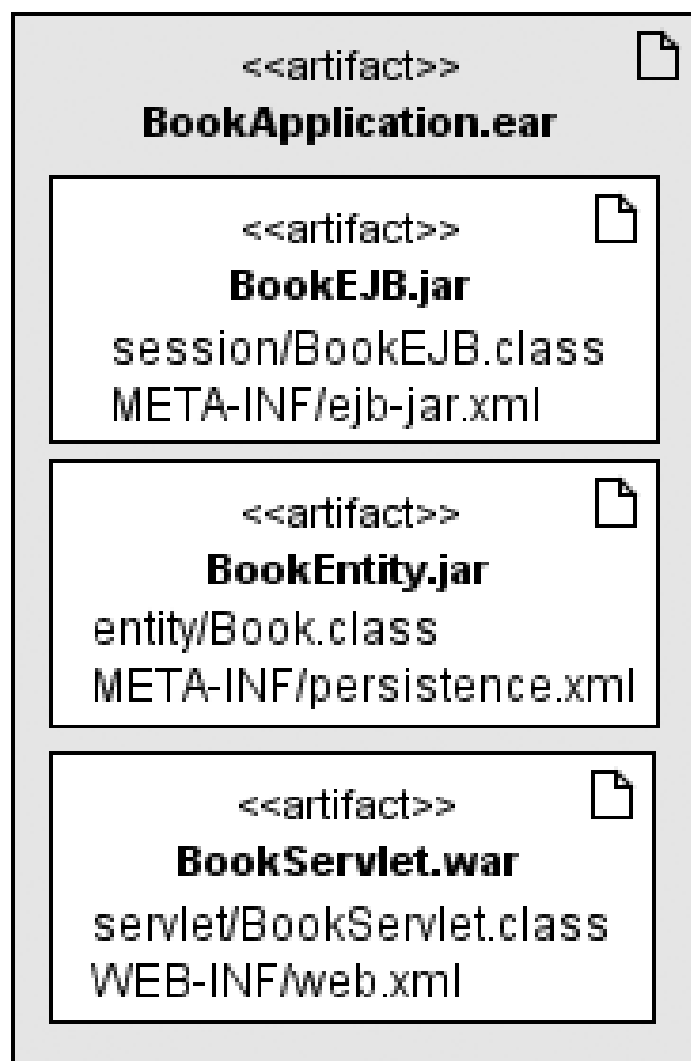 <<artifact>>
BookApplication.ear
<<artifact>>
BookEJB.jar
session/BookEJB.class
META-INF/ejb-jar.xml
<<artifact>>
BookEntity.jar
entity/Book.class
META-INF/persistence.xml
<<artifact>>
BookServlet.war
servlet/BookServlet.class
WEB-INF/web.xml